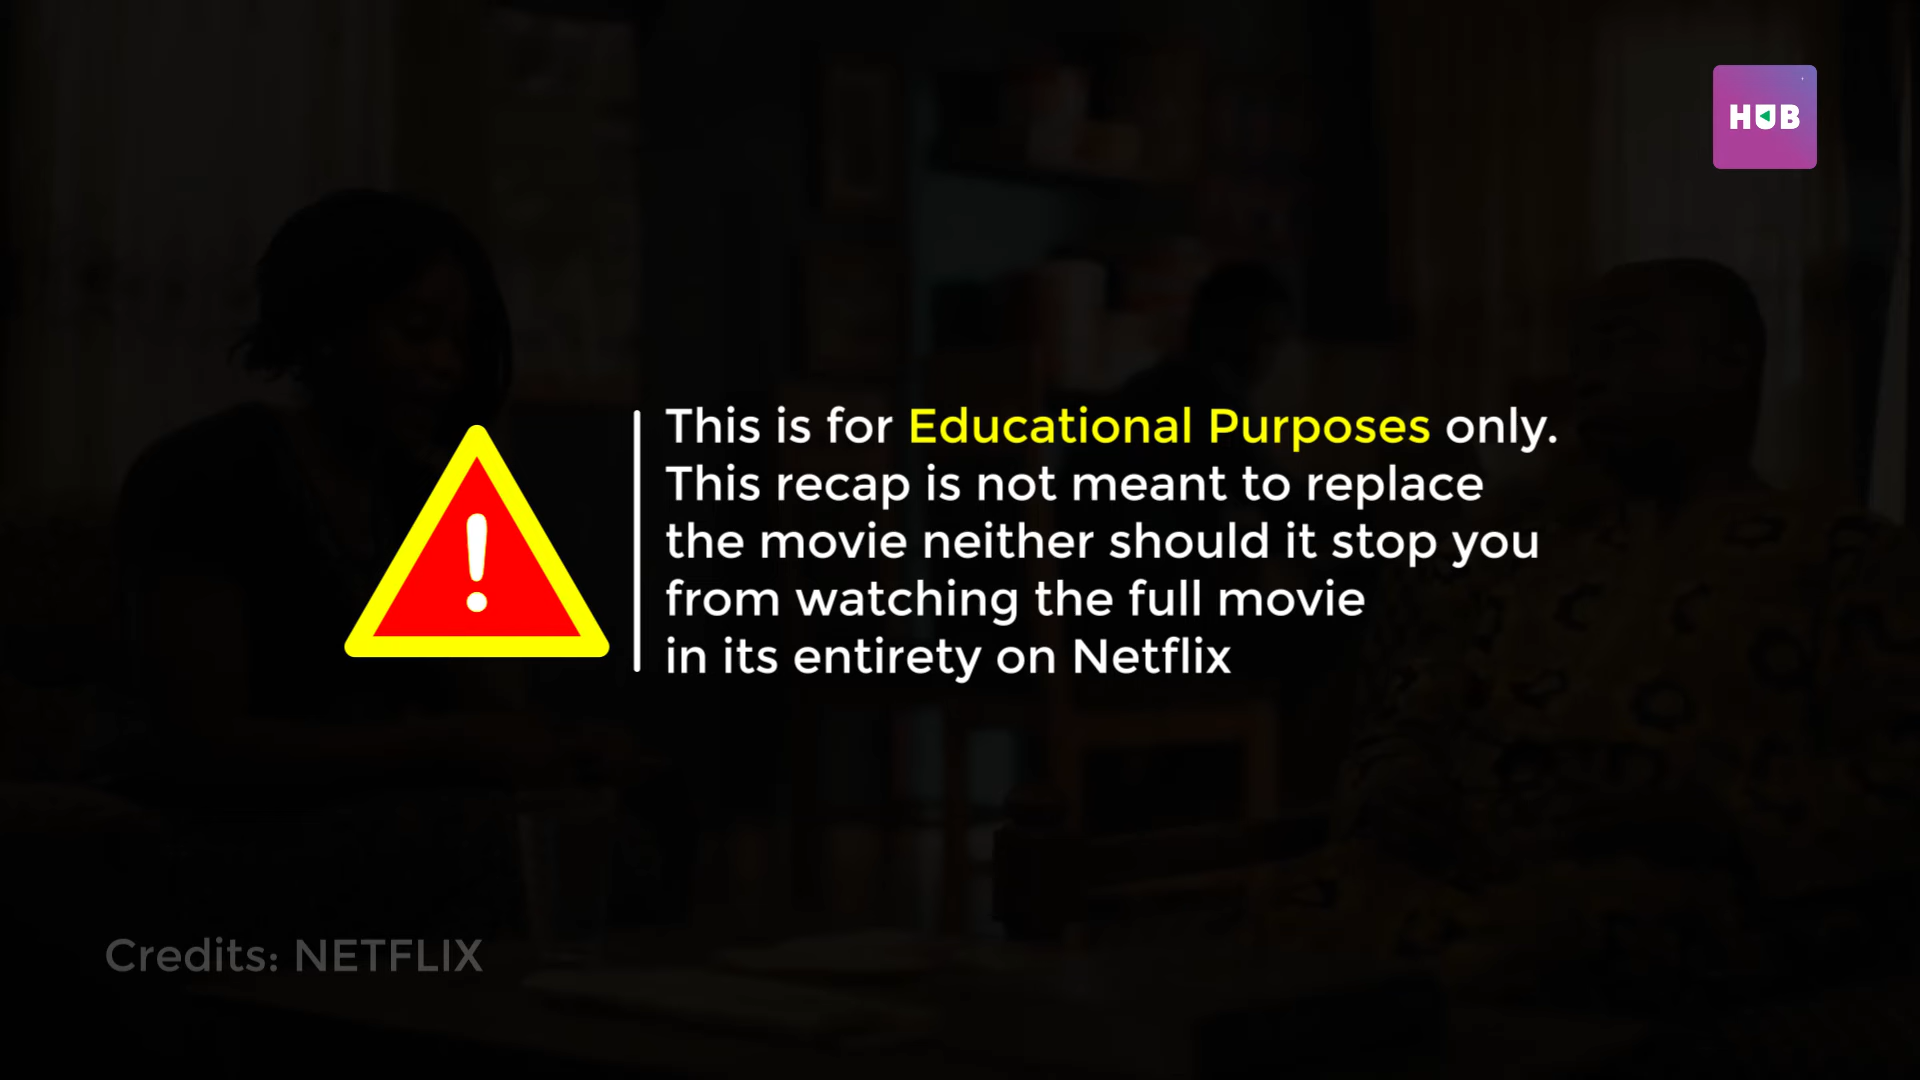 HUB
This is for Educational Purposes only.
This recap is not meant to replace
the movie neither should it stop you
from watching the full movie
in its entirety on Netflix
Credits: NETFLIX